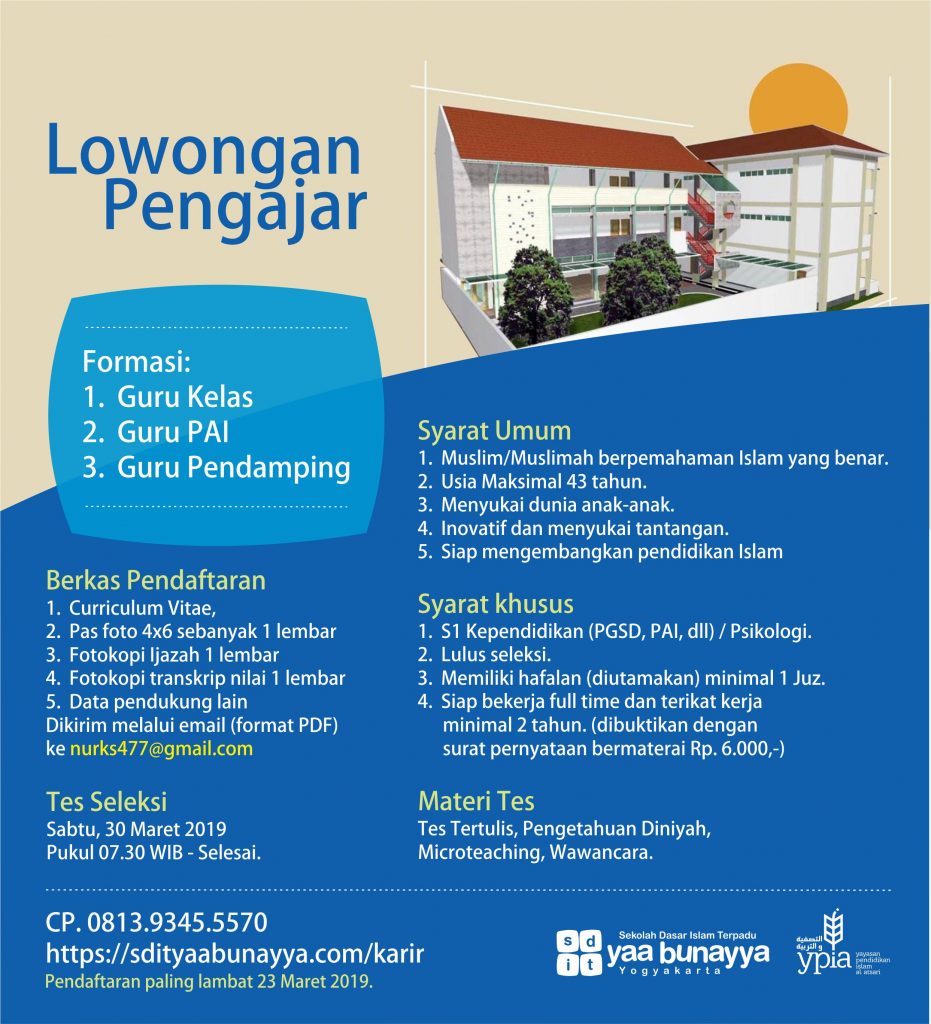 Lowongan
Pengajar
Formasi:
1. Guru Kelas
2. Guru PAI
3. Guru Pendamping
Berkas Pendaftaran
1. Curriculum Vitae,
2. Pas foto 4x6 sebanyak 1 lembar
3. Fotokopi Ijazah 1 lembar
4. Fotokopi transkrip nilai 1 lembar
5. Data pendukung lain
Dikirim melalui email (format PDF)
ke nurks477@gmail.com
Tes Seleksi
Sabtu, 30 Maret 2019
Pukul 07.30 WIB - Selesai.
Syarat Umum
1. Muslim/Muslimah berpemahaman Islam yang benar.
2. Usia Maksimal 43 tahun.
3. Menyukai dunia anak-anak.
4. Inovatif dan menyukai tantangan.
5. Siap mengembangkan pendidikan Islam
Syarat khusus
1. S1 Kependidikan (PGSD, PAI, dll) / Psikologi.
2. Lulus seleksi.
3. Memiliki hafalan (diutamakan) minimal 1 Juz.
4. Siap bekerja full time dan terikat kerja
minimal 2 tahun. (dibuktikan dengan
surat pernyataan bermaterai Rp. 6.000,-)
Materi Tes
Tes Tertulis, Pengetahuan Diniyah,
Microteaching, Wawancara.
CP. 0813.9345.5570
https://sdityaabunayya.com/karir
Pendaftaran paling lambat 23 Maret 2019.
sd
it
Sekolah Dasar Islam Terpadu
yaa bunayya
Yogyakarta
التصفية
و التربية
ypia
yayasan
pendidikan
islam
al atsari